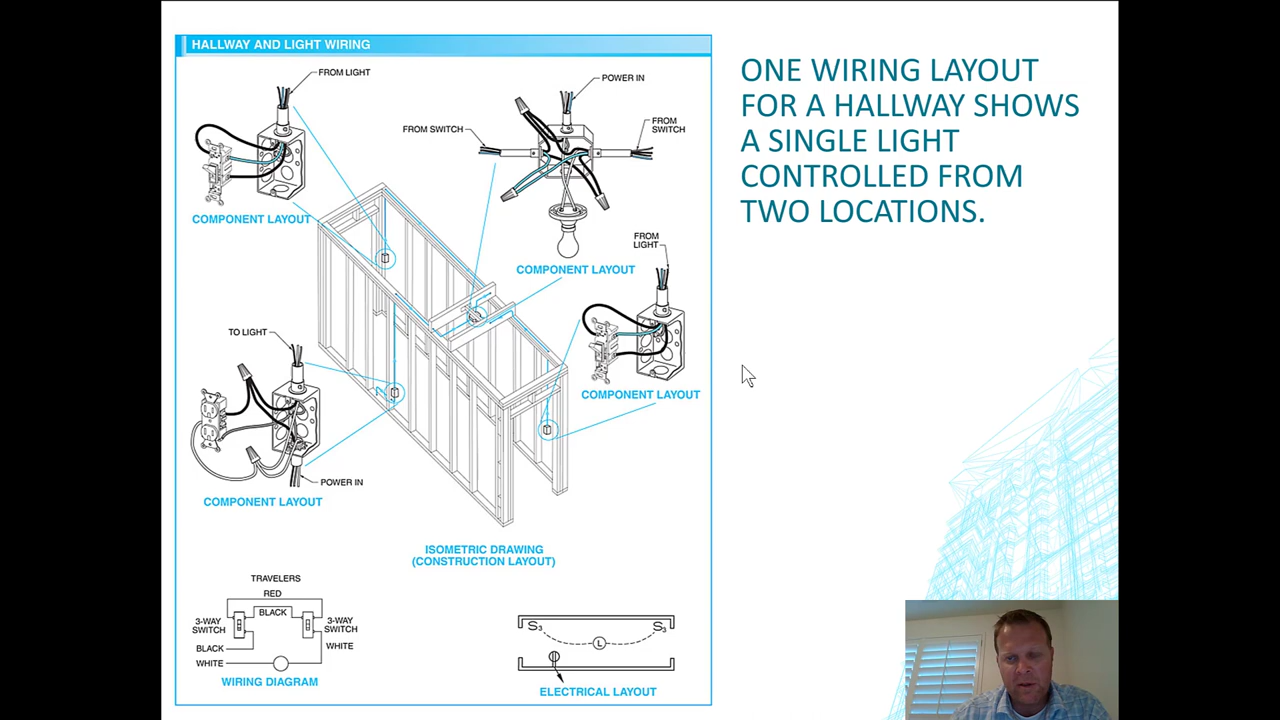 HALLWAY AND LIGHT WIRING
FROM LIGHT
COMPONENT LAYOUT
POWER IN
FROM SWITCH
FROM
SWITCH
COMPONENT LAYOUT
FROM
LIGHT
COMPONENT LAYOUT
TO LIGHT
POWER IN
COMPONENT LAYOUT
ISOMETRIC DRAWING
(CONSTRUCTION LAYOUT)
TRAVELERS
RED
BLACK
3-WAY
SWITCH
3-WAY
SWITCH
BLACK
WHITE
WHITE
WIRING DIAGRAM
S3
S3
L
ELECTRICAL LAYOUT
ONE WIRING LAYOUT
FOR A HALLWAY SHOWS
A SINGLE LIGHT
CONTROLLED FROM
TWO LOCATIONS.